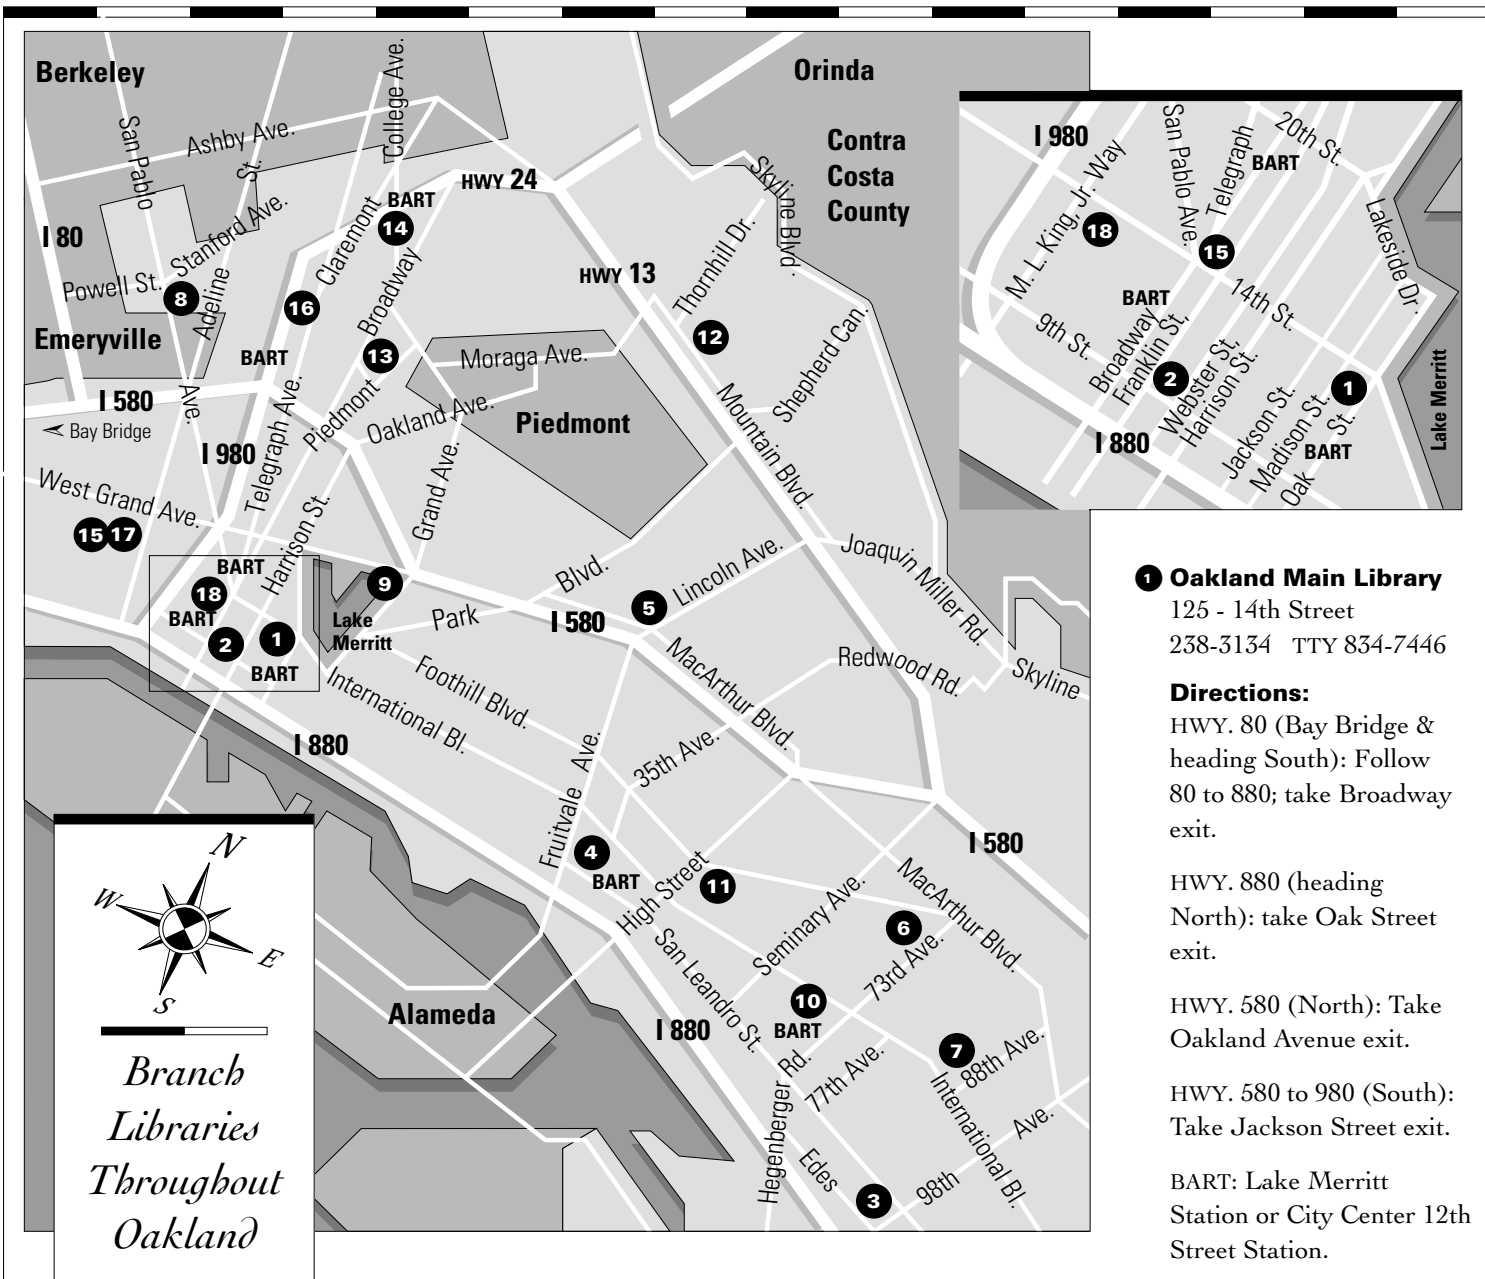 Berkeley
Orinda
Contra
Costa
County
College Ave.
Ashby Ave.
San Pablo
St.
HWY 24
Skyline Blvd.
BART
14
I 80
Stanford Ave.
Claremont
Thornhill Dr.
HWY 13
Powell St.
8
Adeline
16
Broadway
12
Shepherd Can.
Emeryville
BART
13
Moraga Ave.
I 580
Bay Bridge
Ave.
Piedmont
Oakland Ave.
Piedmont
Mountain Blvd.
I 980
Telegraph Ave.
West Grand Ave.
Grand Ave.
15
17
Harrison St.
Blvd.
Lincoln Ave.
Joaquin Miller Rd.
BART
18
9
5
BART
Lake
Merritt
Park
I 580
2
1
BART
Foothill Blvd.
MacArthur Blvd.
Redwood Rd.
Skyline
International Bl.
I 880
Ave.
35th Ave.
Fruitvale
4
BART
High Street
11
I 580
MacArthur Blvd.
Seminary Ave.
6
73rd Ave.
San Leandro St.
10
BART
Alameda
I 880
7
88th Ave.
Hegenberger Rd.
77th Ave.
International Bl.
Edes
3
98th Ave.
N
W
E
S
Branch
Libraries
Throughout
Oakland
I 980
M. L. King, Jr. Way
San Pablo Ave.
Telegraph
BART
20th St.
18
15
Lakeside Dr.
BART
14th St.
9th St.
Broadway
Franklin St,
2
Webster St.
Harrison St.
1
I 880
Jackson St.
Madison St.
Oak St.
BART
Lake Merritt
1 Oakland Main Library
125 - 14th Street
238-3134 TTY 834-7446
Directions:
HWY. 80 (Bay Bridge &
heading South): Follow
80 to 880; take Broadway
exit.
HWY. 880 (heading
North): take Oak Street
exit.
HWY. 580 (North): Take
Oakland Avenue exit.
HWY. 580 to 980 (South):
Take Jackson Street exit.
BART: Lake Merritt
Station or City Center 12th
Street Station.